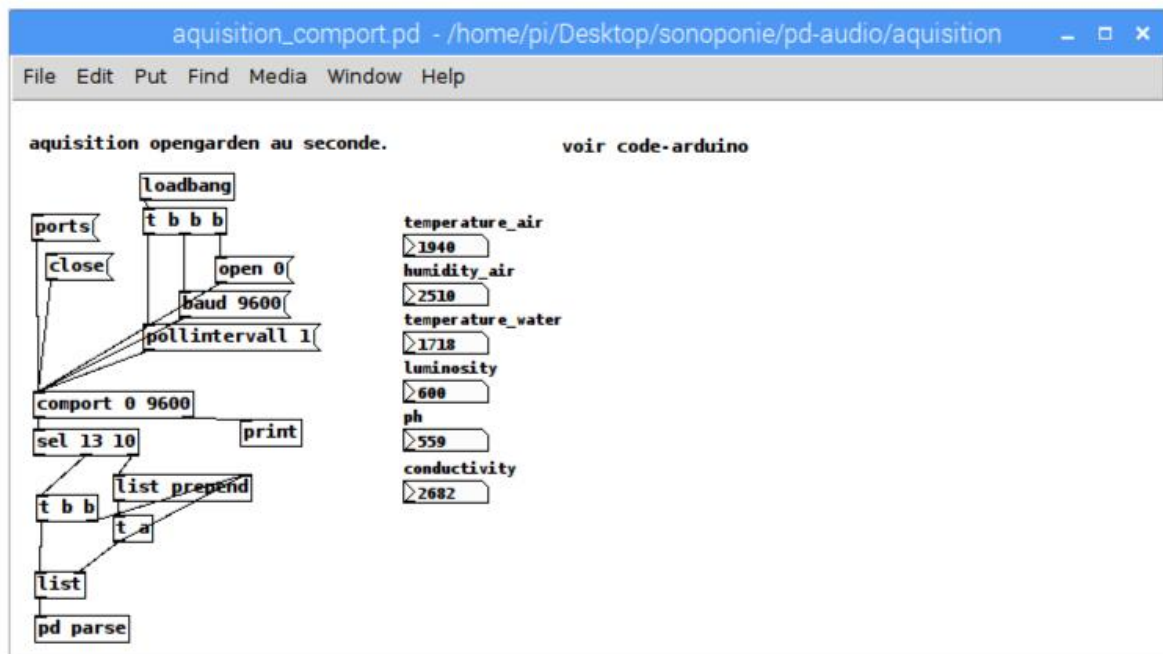 aquisition_comport.pd - /home/pi/Desktop/sonoponie/pd-audio/aquisition
File Edit Put Find Media Window Help
aquisition opengarden au seconde.
voir code-arduino
loadbang
ports
t b b b
close
open 0
baud 9600
pollintervall 1
comport 0 9600
print
sel 13 10
list prepend
t b b
t a
list
pd parse
temperature_air
1940
humidity_air
2510
temperature_water
1718
luminosity
600
ph
559
conductivity
2682